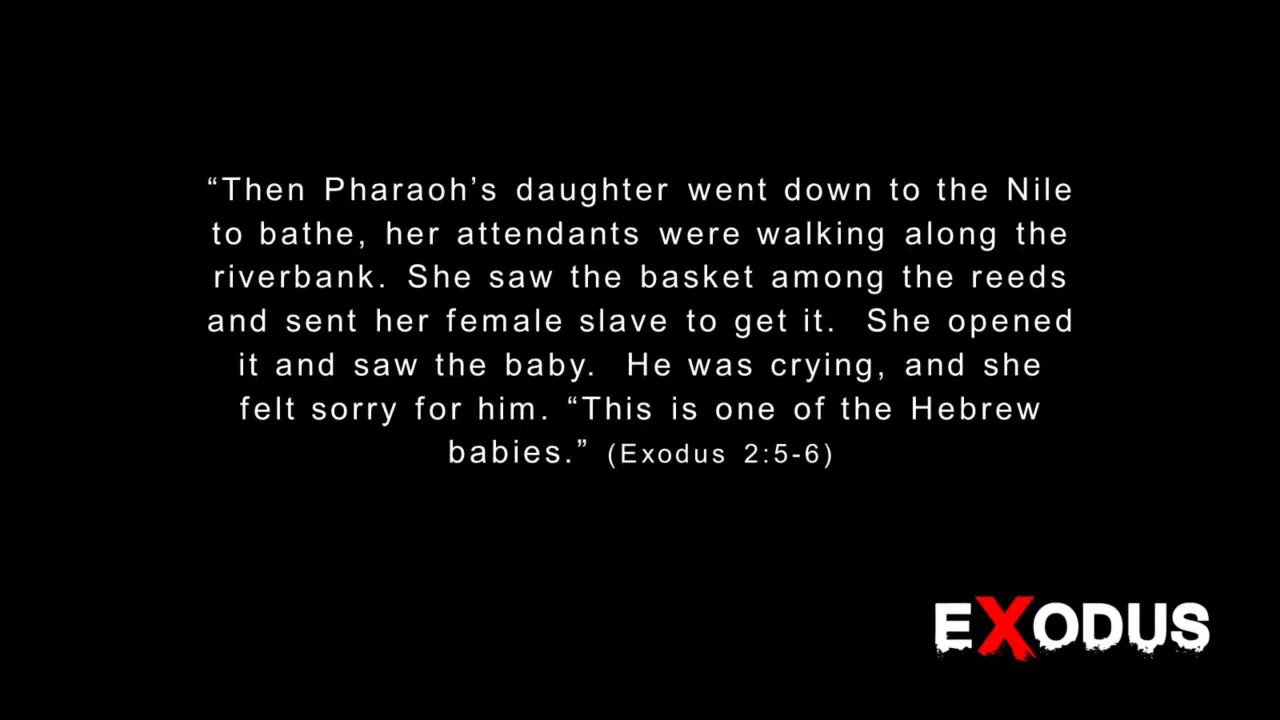 “Then Pharaoh’s daughter went down to the Nile
to bathe, her attendants were walking along the
riverbank. She saw the basket among the reeds
and sent her female slave to get it.  She opened
it and saw the baby.  He was crying, and she
felt sorry for him. “This is one of the Hebrew
babies.” (Exodus 2:5-6)
EXODUS